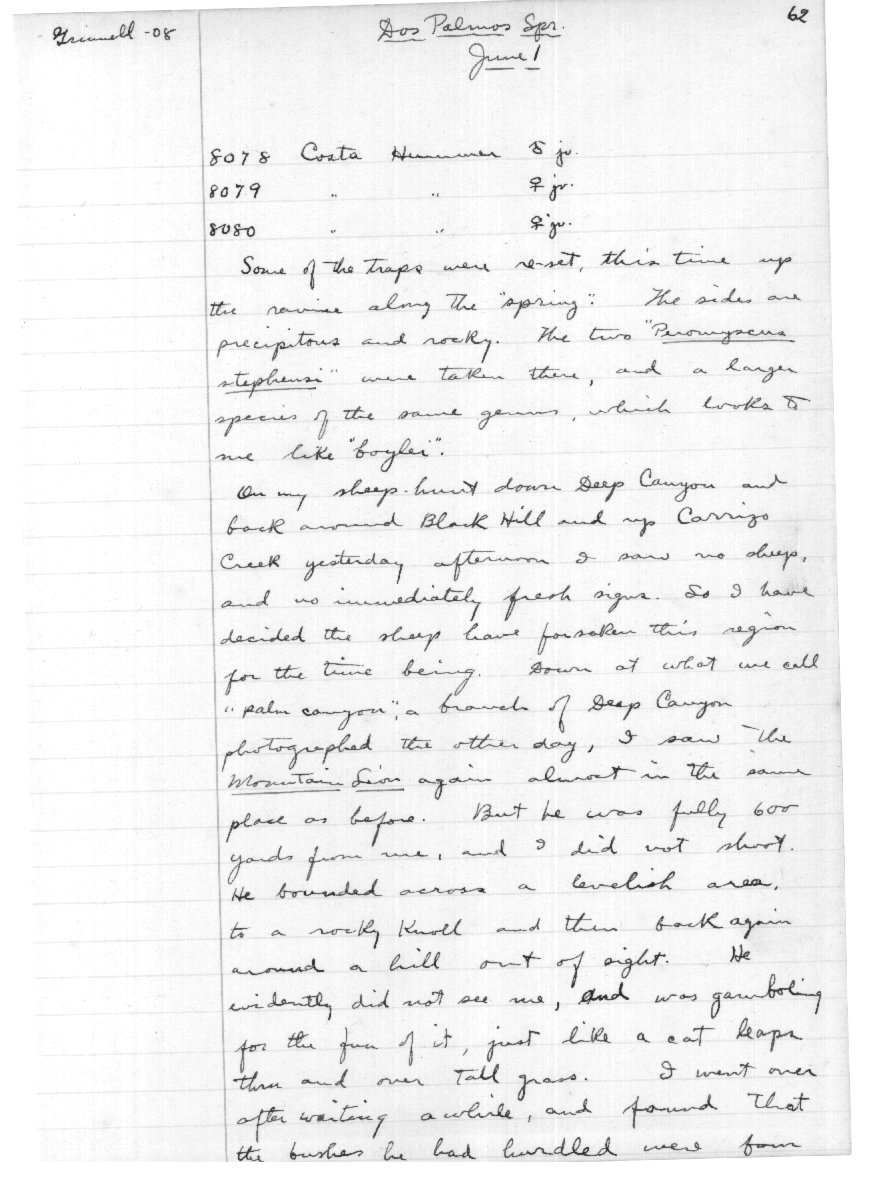 Grinnell - 08
Dos Palmos Spr.
62
June 1
8078 Costa Hummer ♂ jv.
8079 " " ♀ jv.
8080 " " ♀ jv.
Some of the traps were re-set, this time up
the ravine along the "spring". The sides are
precipitous and rocky. The two "Peromyscus
stephensi" were taken there, and a larger
species of the same genus, which looks to
me like "boylei".
On my sheep-hunt down Deep Canyon and
back around Black Hill and up Carrizo
Creek yesterday afternoon I saw no sheep,
and no immediately fresh signs. So I have
decided the sheep have forsaken this region
for the time being. Down at what we call
"palm canyon", a branch of Deep Canyon
photographed the other day, I saw the
Mountain Lion again almost in the same
place as before. But he was fully 600
yards from me, and I did not shoot.
He bounded across a levelish area,
to a rocky knoll and then back again
around a hill out of sight. He
evidently did not see me, and was gamboling
for the fun of it, just like a cat leaps
thru and over tall grass. I went over
after waiting awhile, and found that
the bushes he had hurdled were from